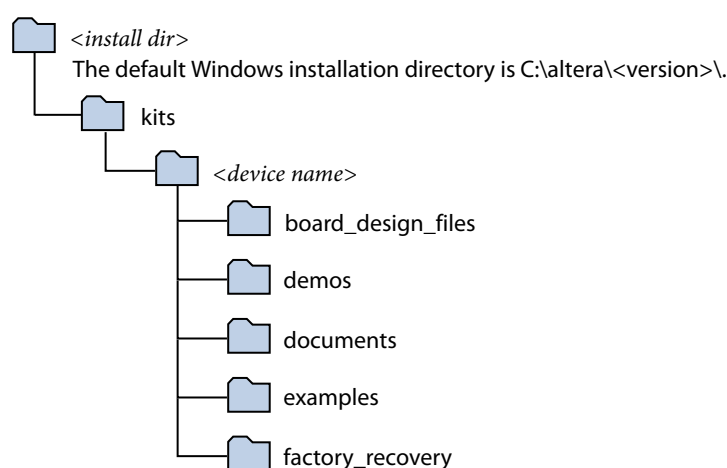 <install dir>
The default Windows installation directory is C:\altera\<version>\.
kits
<device name>
board_design_files
demos
documents
examples
factory_recovery